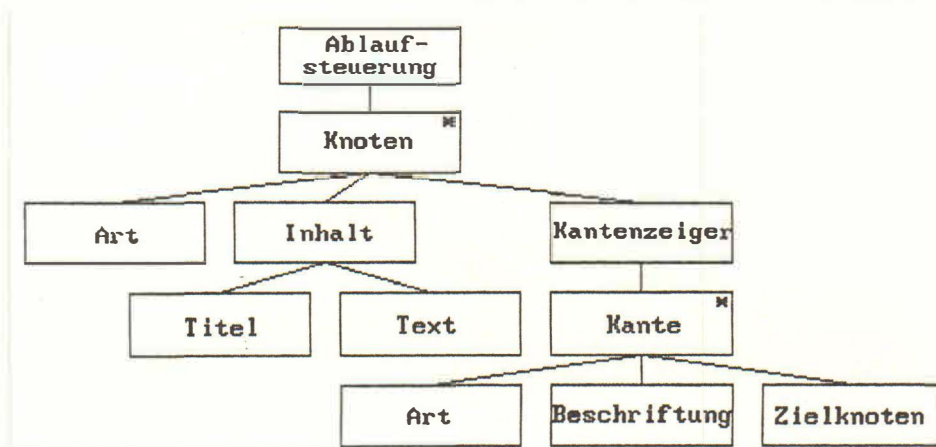 Ablauf-
steuerung
Knoten *
Art Inhalt Kantenzeiger
Titel Text Kante *
Art Beschriftung Zielknoten